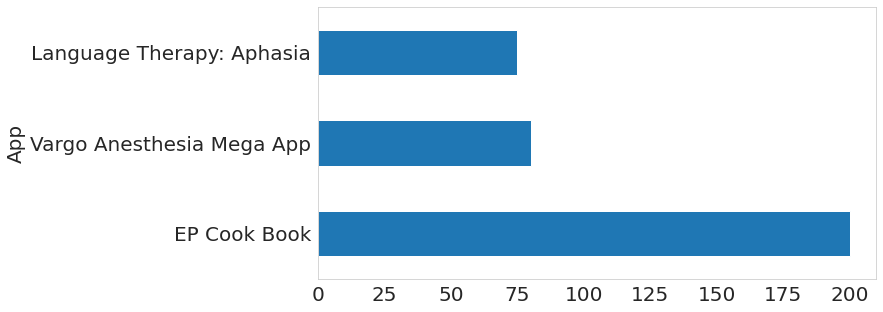 App
Language Therapy: Aphasia
Vargo Anesthesia Mega App
EP Cook Book
0 25 50 75 100 125 150 175 200